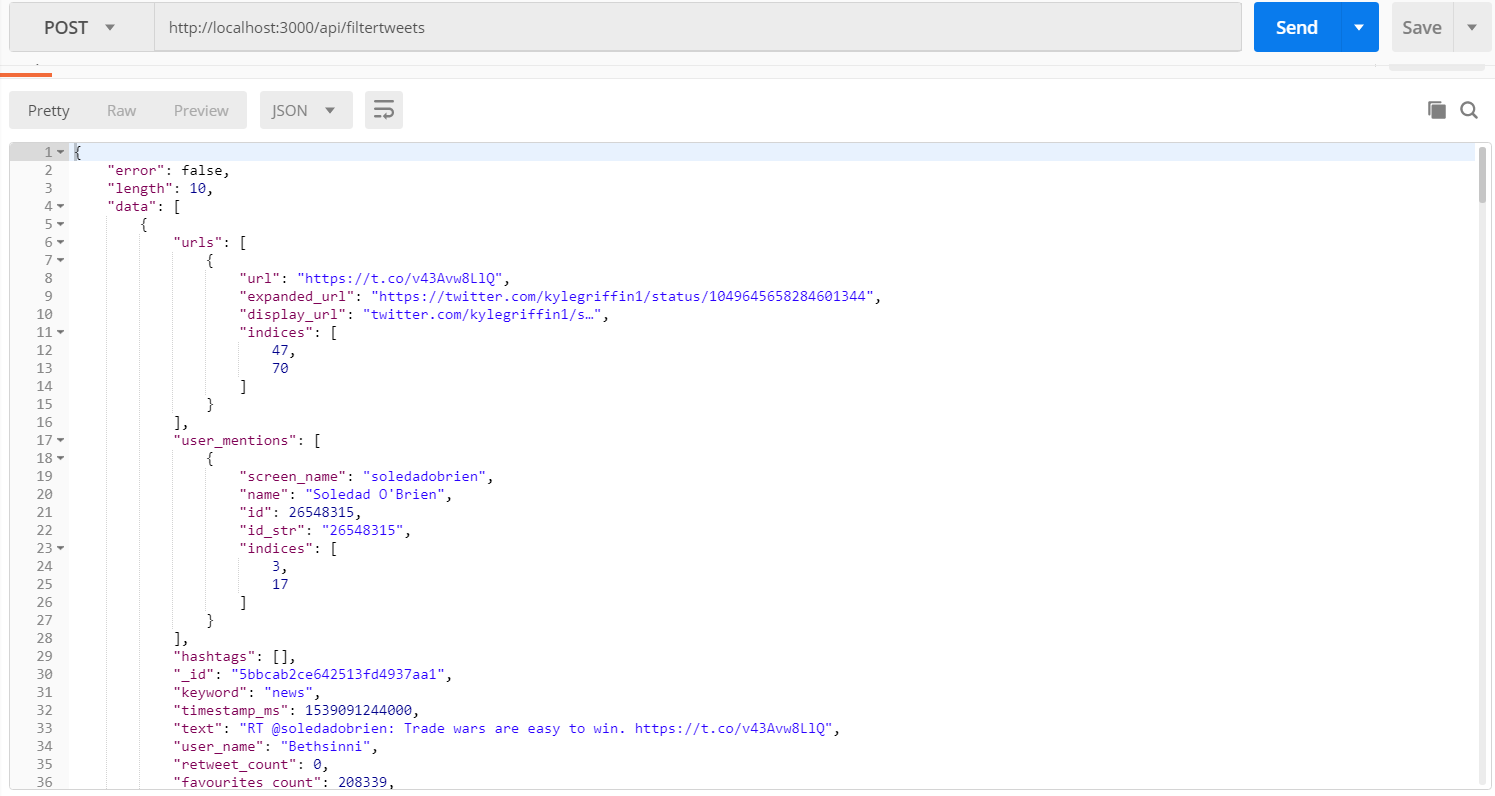 POST http://localhost:3000/api/filtertweets Send Save
Pretty Raw Preview JSON
1 {
2 "error": false,
3 "length": 10,
4 "data": [
5 {
6 "urls": [
7 {
8 "url": "https://t.co/v43Avw8LlQ",
9 "expanded_url": "https://twitter.com/kylegriffin1/status/1049645658284601344",
10 "display_url": "twitter.com/kylegriffin1/s…",
11 "indices": [
12 47,
13 70
14 ]
15 }
16 ],
17 "user_mentions": [
18 {
19 "screen_name": "soledadobrien",
20 "name": "Soledad O'Brien",
21 "id": 26548315,
22 "id_str": "26548315",
23 "indices": [
24 3,
25 17
26 ]
27 }
28 ],
29 "hashtags": [],
30 "_id": "5bbcab2ce642513fd4937aa1",
31 "keyword": "news",
32 "timestamp_ms": 1539091244000,
33 "text": "RT @soledadobrien: Trade wars are easy to win. https://t.co/v43Avw8LlQ",
34 "user_name": "Bethsinni",
35 "retweet_count": 0,
36 "favourites_count": 208339,